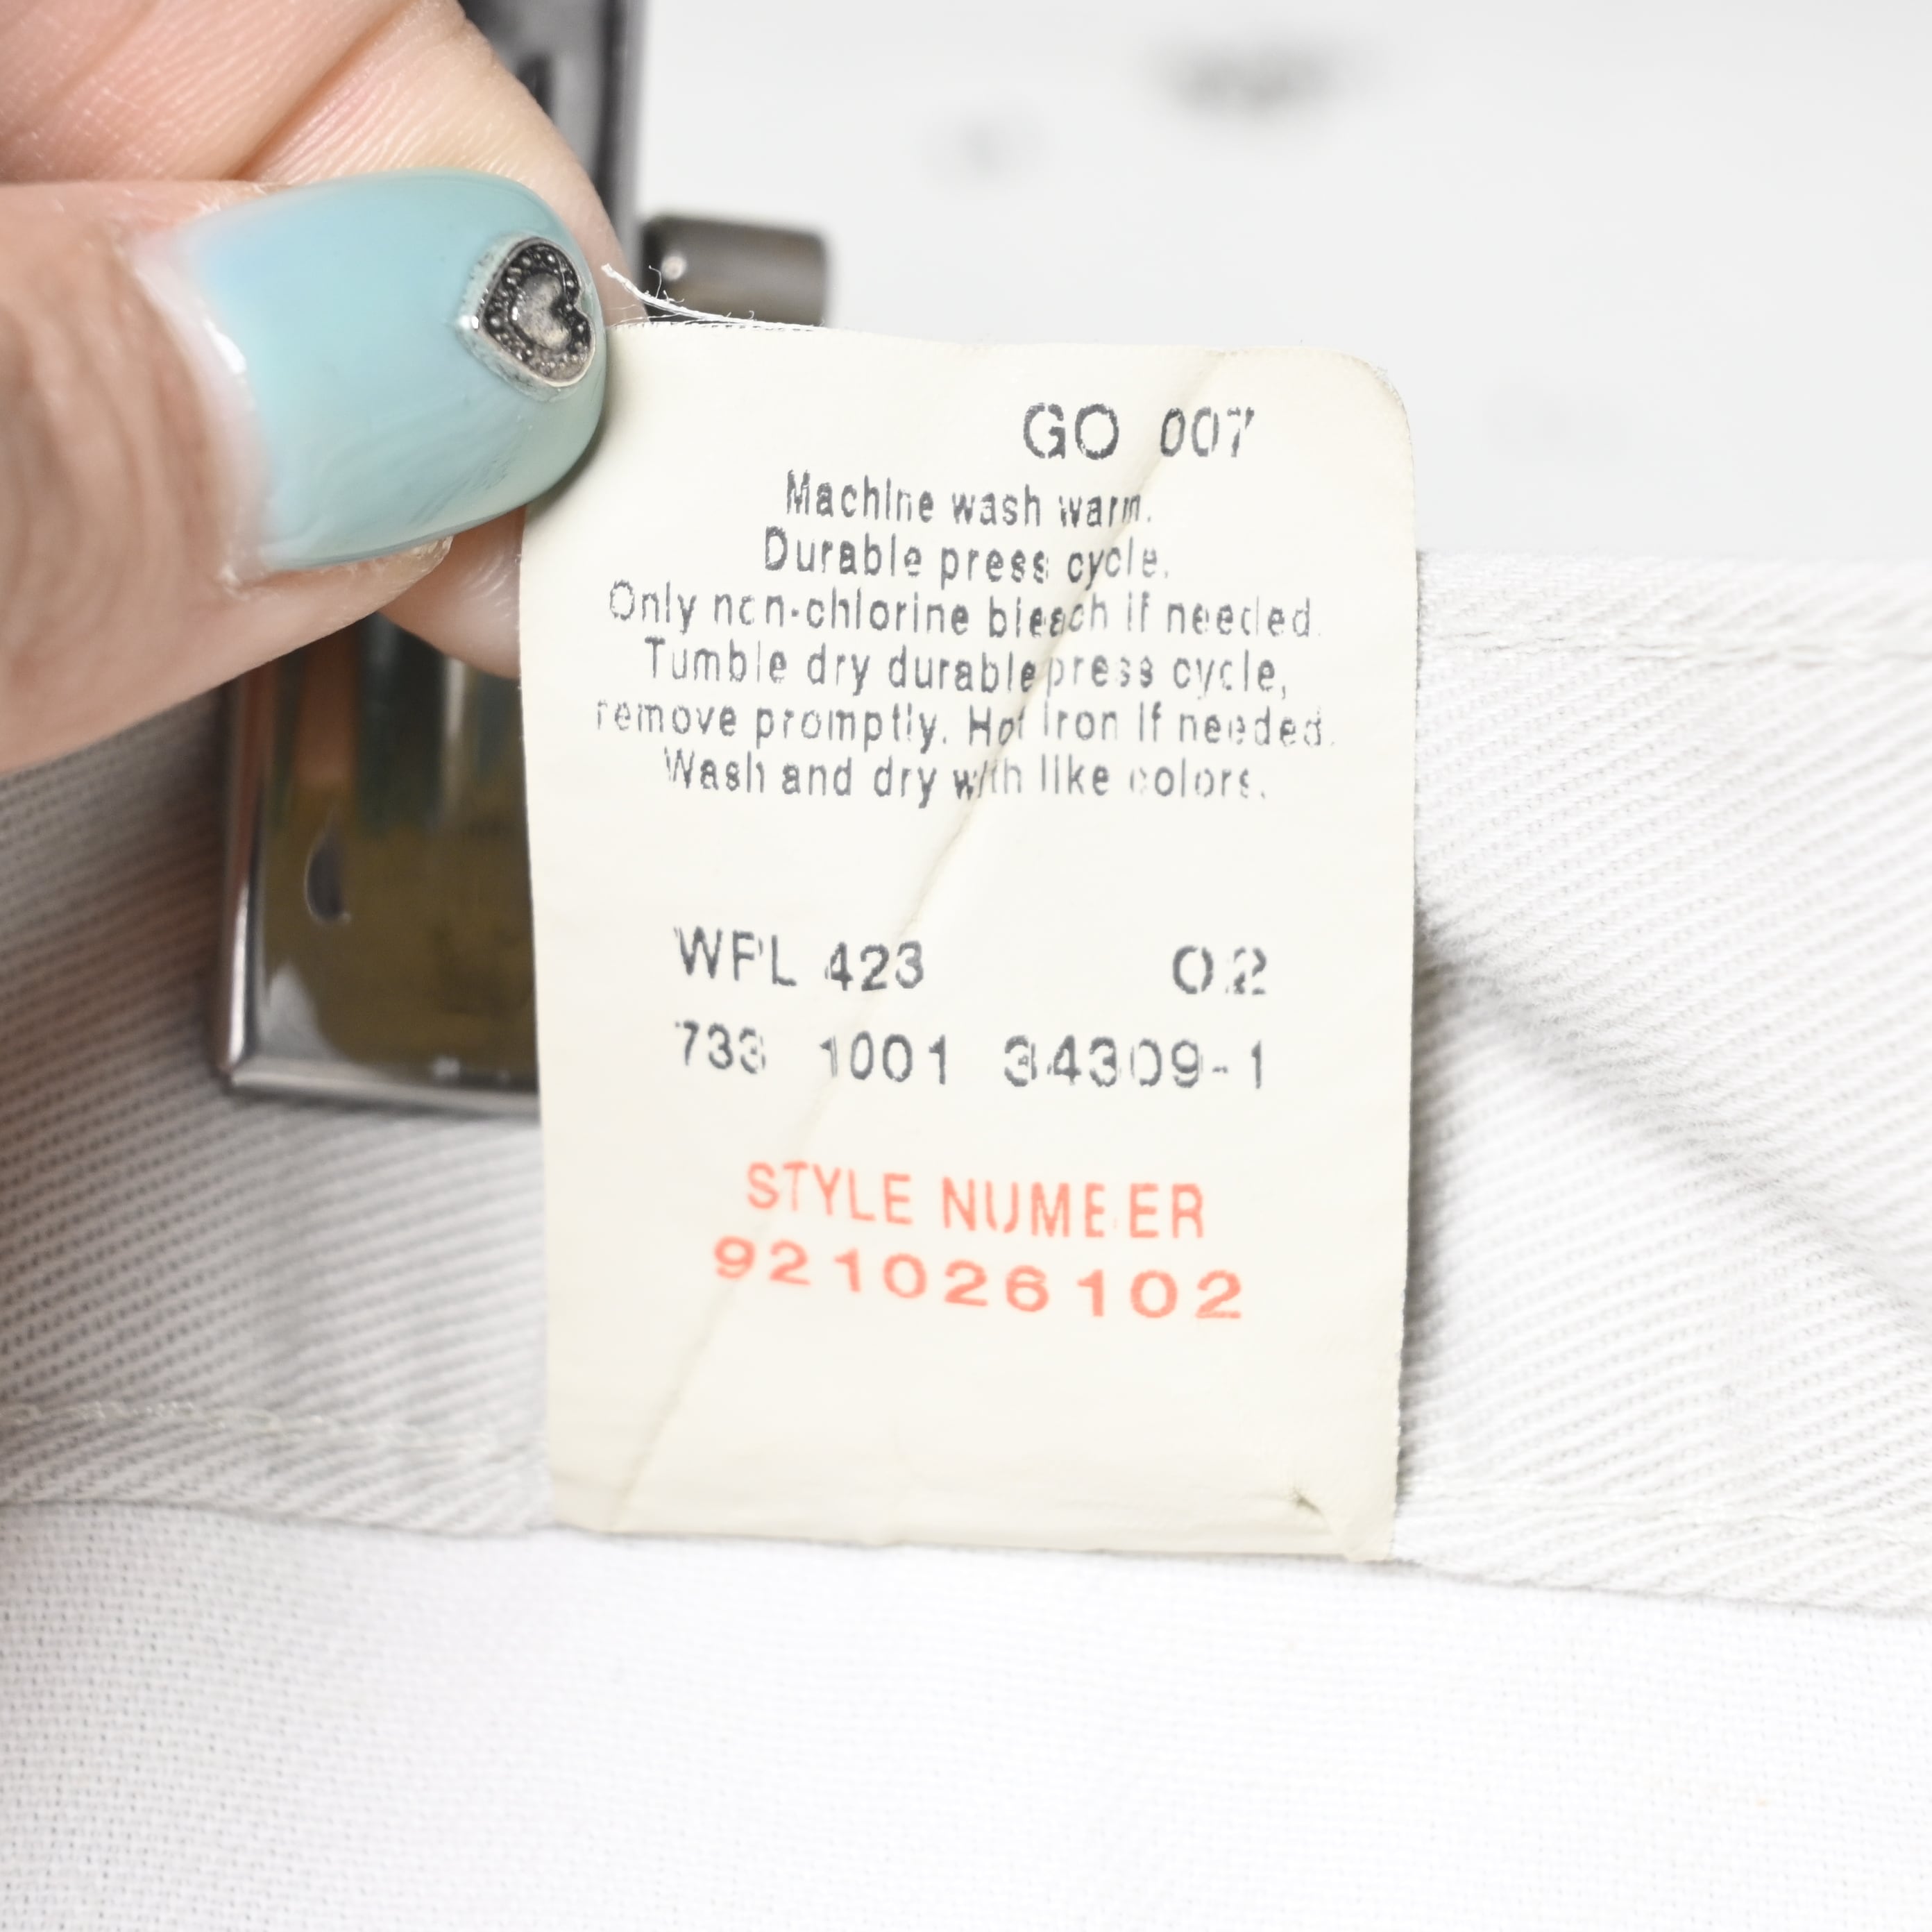 GO 007
Machine wash warm.
Durable press cycle.
Only non-chlorine bleach if needed.
Tumble dry durable press cycle,
remove promptly. Hot iron if needed.
Wash and dry with like colors.
WPL 423 02
733 1001 34309-1
STYLE NUMBER
921026102